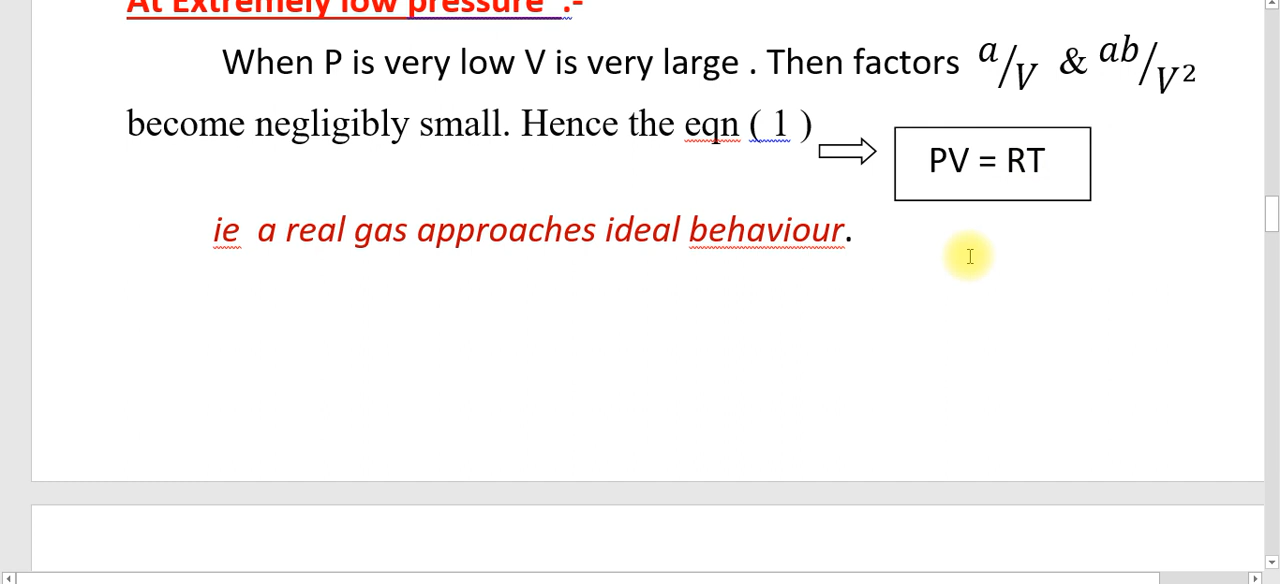 At Extremely low pressure :-
When P is very low V is very large . Then factors a/V & ab/V²
become negligibly small. Hence the eqn ( 1 )
PV = RT
ie a real gas approaches ideal behaviour.